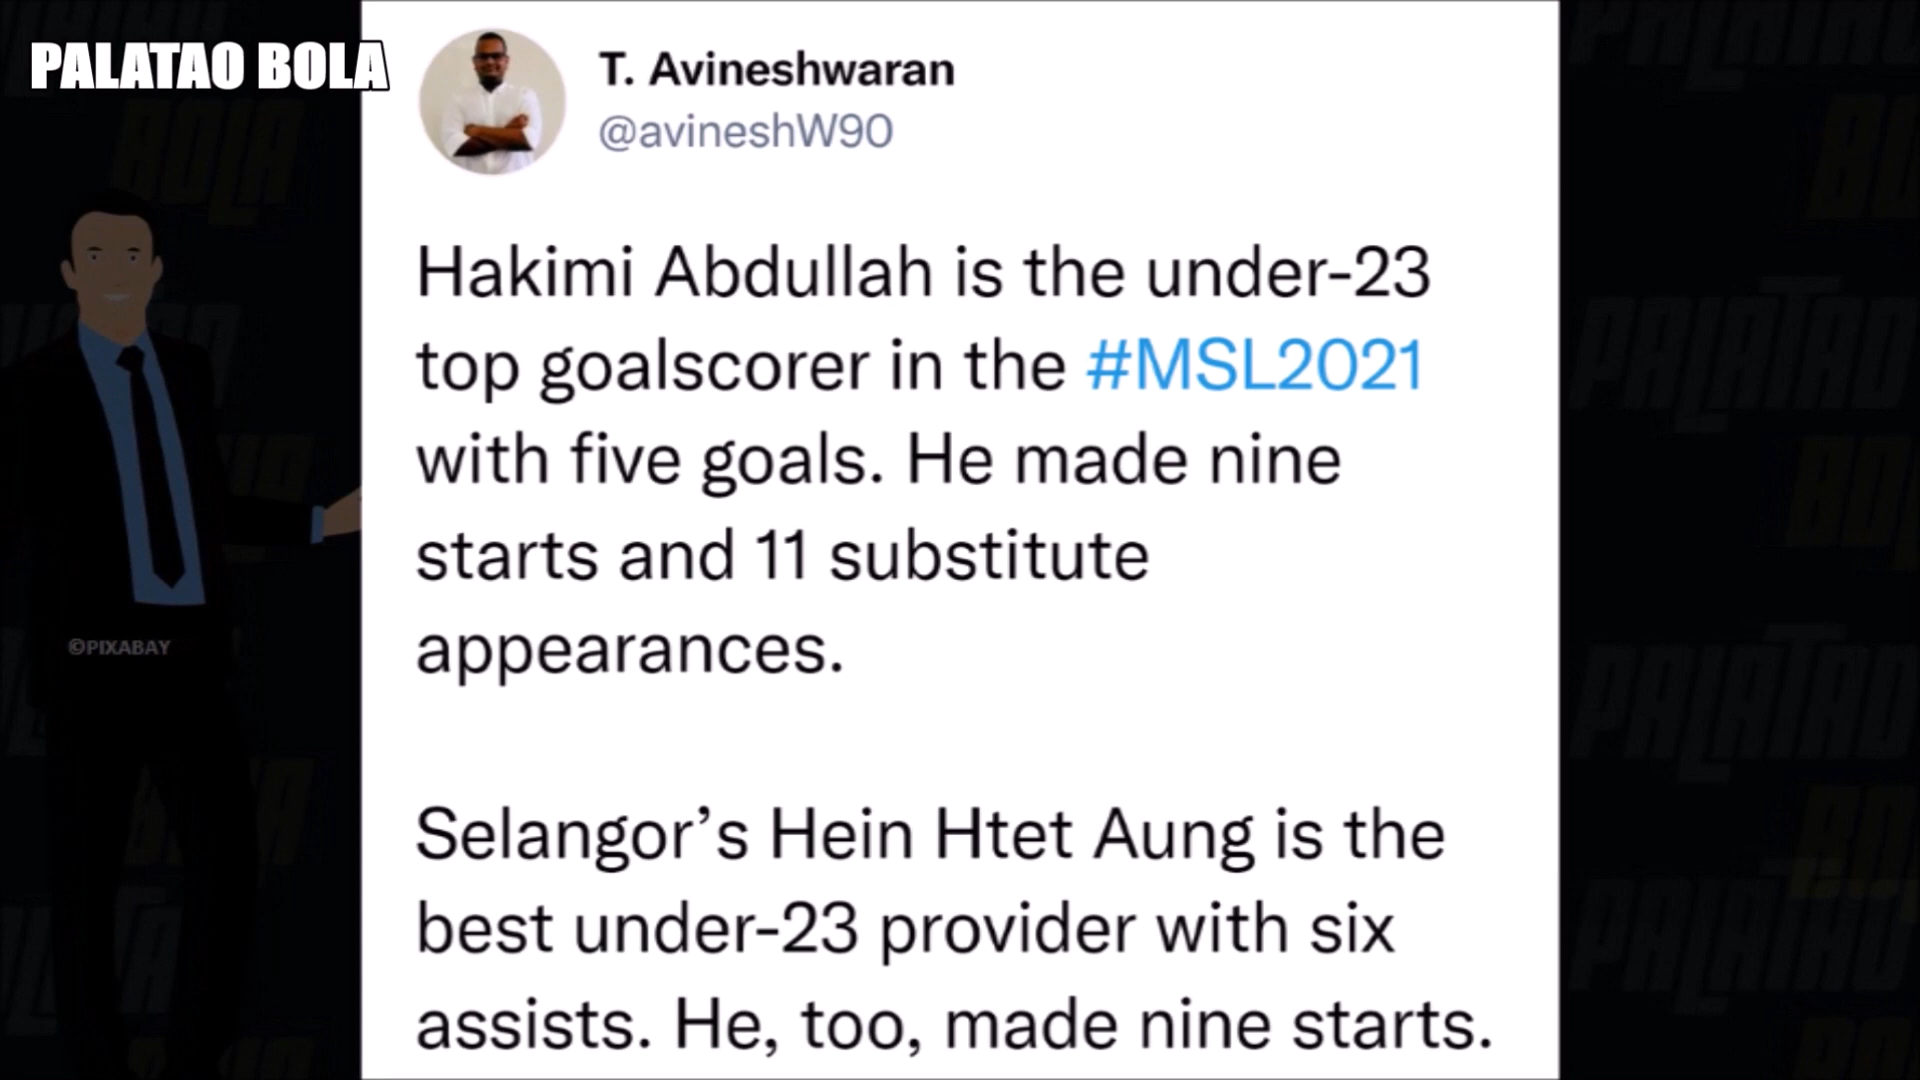 PALATAO BOLA
T. Avineshwaran
@avineshW90
Hakimi Abdullah is the under-23
top goalscorer in the #MSL2021
with five goals. He made nine
starts and 11 substitute
appearances.
Selangor’s Hein Htet Aung is the
best under-23 provider with six
assists. He, too, made nine starts.
©PIXABAY